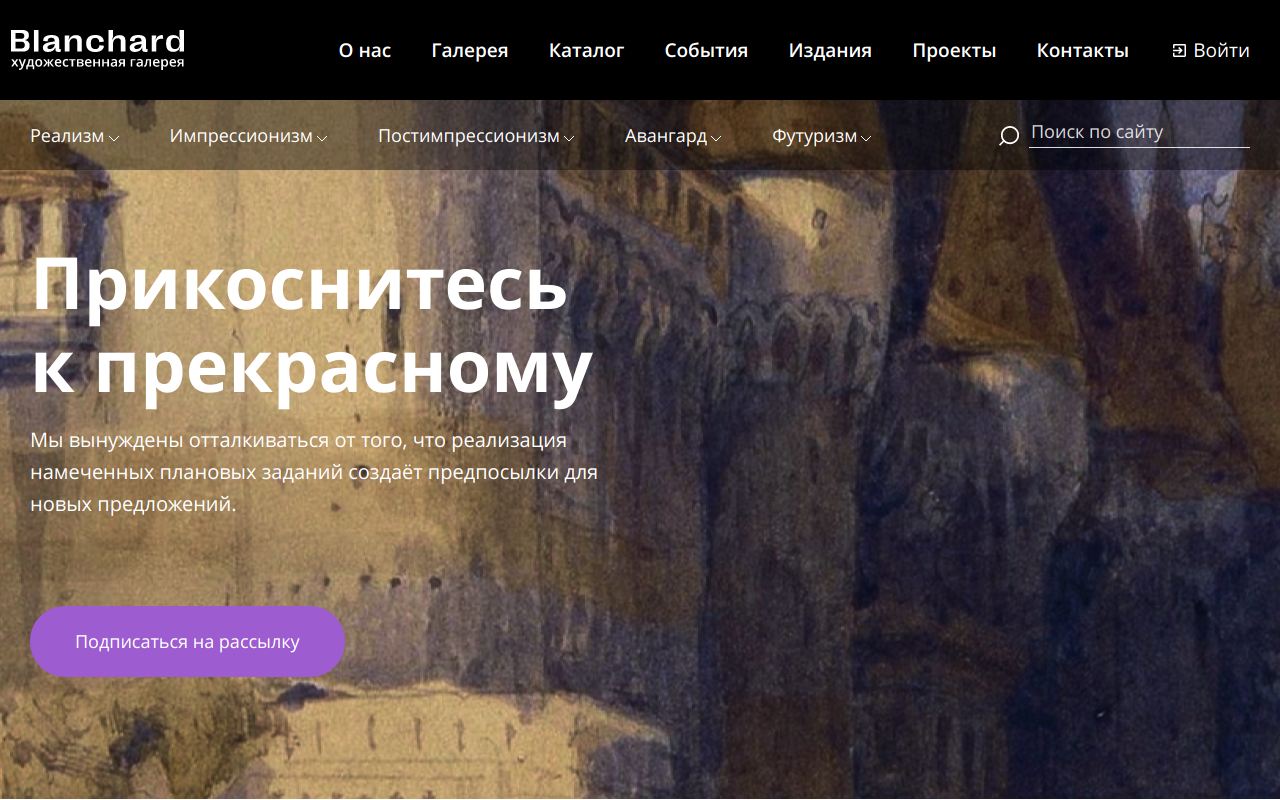 Blanchard
художественная галерея
О нас
Галерея
Каталог
События
Издания
Проекты
Контакты
Войти
Реализм
Импрессионизм
Постимпрессионизм
Авангард
Футуризм
Поиск по сайту
Прикоснитесь
к прекрасному
Мы вынуждены отталкиваться от того, что реализация
намеченных плановых заданий создаёт предпосылки для
новых предложений.
Подписаться на рассылку